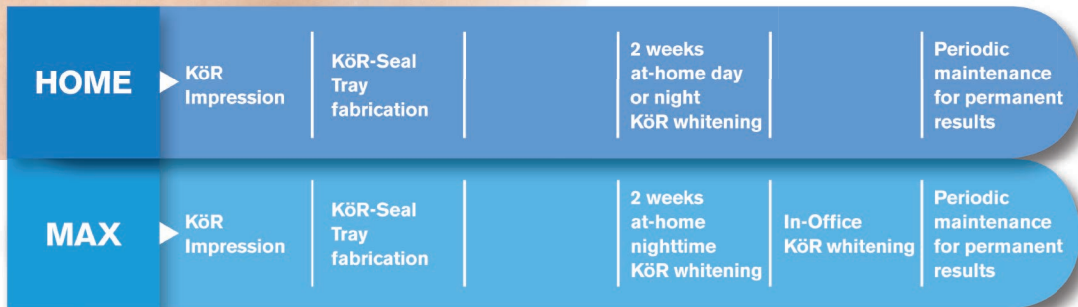 HOME
KöR
Impression
KöR-Seal
Tray
fabrication
2 weeks
at-home day
or night
KöR whitening
Periodic
maintenance
for permanent
results
MAX
KöR
Impression
KöR-Seal
Tray
fabrication
2 weeks
at-home
nighttime
KöR whitening
In-Office
KöR whitening
Periodic
maintenance
for permanent
results